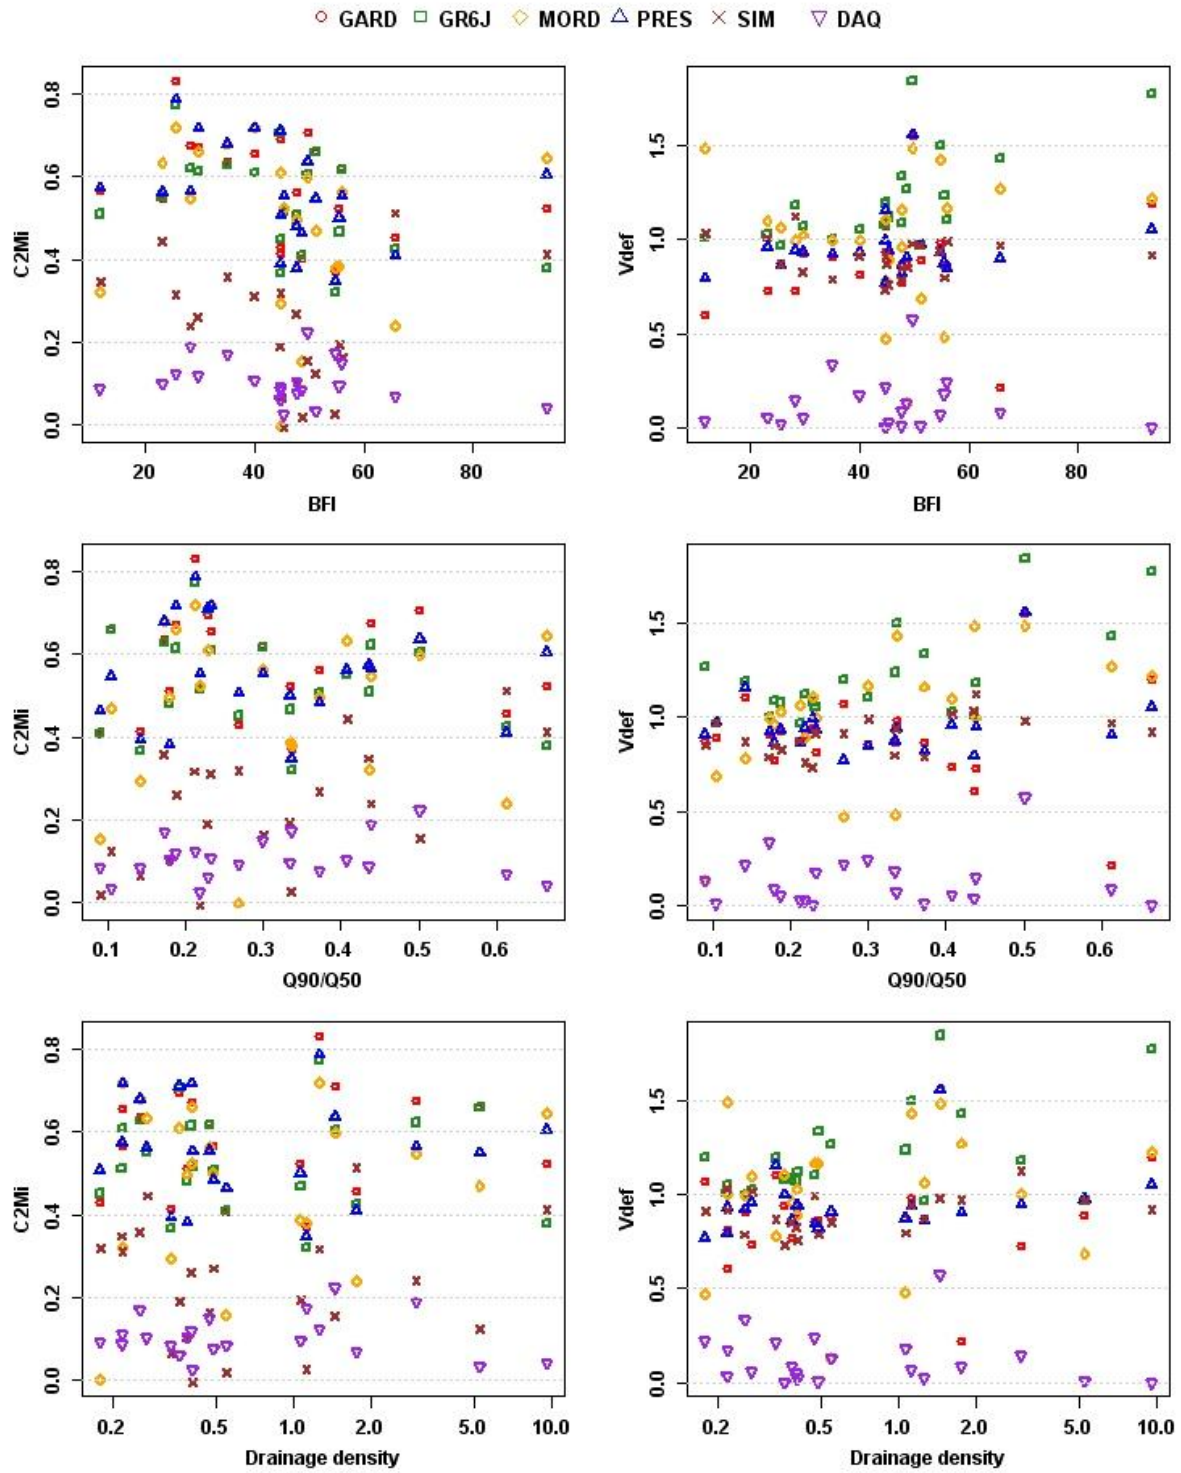 GARD GR6J MORD PRES SIM DAQ
C2Mi
0.0 0.2 0.4 0.6 0.8
20 40 60 80
BFI
Vdef
0.0 0.5 1.0 1.5
20 40 60 80
BFI
C2Mi
0.0 0.2 0.4 0.6 0.8
0.1 0.2 0.3 0.4 0.5 0.6
Q90/Q50
Vdef
0.0 0.5 1.0 1.5
0.1 0.2 0.3 0.4 0.5 0.6
Q90/Q50
C2Mi
0.0 0.2 0.4 0.6 0.8
0.2 0.5 1.0 2.0 5.0 10.0
Drainage density
Vdef
0.0 0.5 1.0 1.5
0.2 0.5 1.0 2.0 5.0 10.0
Drainage density